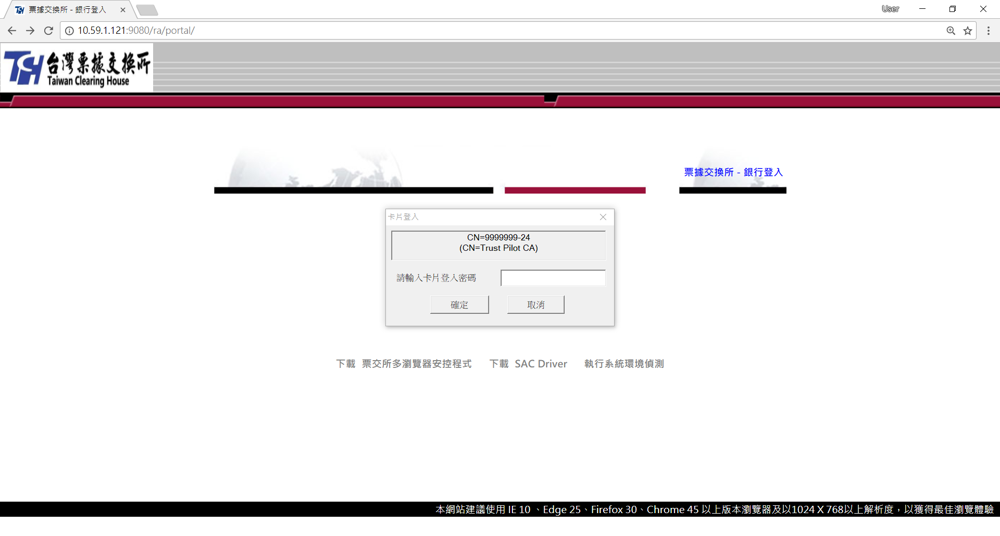 票據交換所 - 銀行登入
User
10.59.1.121:9080/ra/portal/
TCH 台灣票據交換所
Taiwan Clearing House
票據交換所 - 銀行登入
卡片登入
CN=9999999-24
(CN=Trust Pilot CA)
請輸入卡片登入密碼
確定 取消
下載 票交所多瀏覽器安控程式 下載 SAC Driver 執行系統環境偵測
本網站建議使用 IE 10 、Edge 25、Firefox 30、Chrome 45 以上版本瀏覽器及以1024 X 768以上解析度，以獲得最佳瀏覽體驗